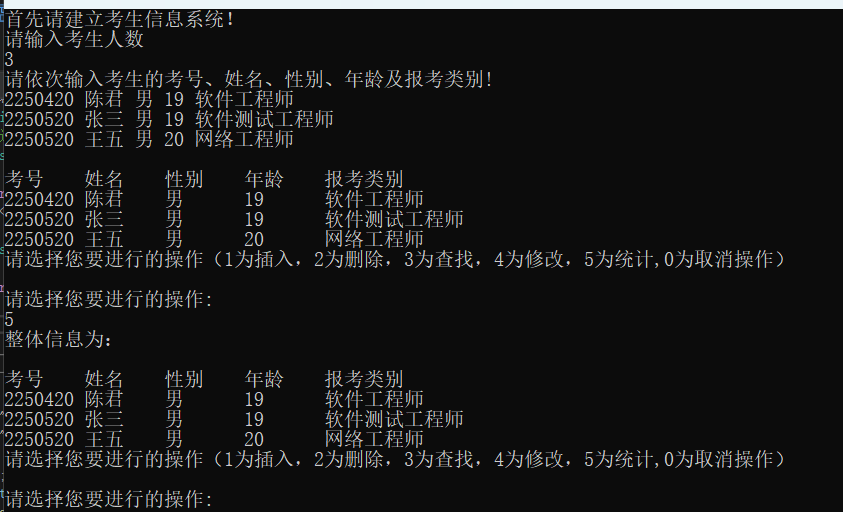 首先请建立考生信息系统!
请输入考生人数
3
请依次输入考生的考号、姓名、性别、年龄及报考类别!
2250420 陈君 男 19 软件工程师
2250520 张三 男 19 软件测试工程师
2250520 王五 男 20 网络工程师
考号 姓名 性别 年龄 报考类别
2250420 陈君 男 19 软件工程师
2250520 张三 男 19 软件测试工程师
2250520 王五 男 20 网络工程师
请选择您要进行的操作（1为插入，2为删除，3为查找，4为修改，5为统计,0为取消操作）
请选择您要进行的操作:
5
整体信息为：
考号 姓名 性别 年龄 报考类别
2250420 陈君 男 19 软件工程师
2250520 张三 男 19 软件测试工程师
2250520 王五 男 20 网络工程师
请选择您要进行的操作（1为插入，2为删除，3为查找，4为修改，5为统计,0为取消操作）
请选择您要进行的操作: